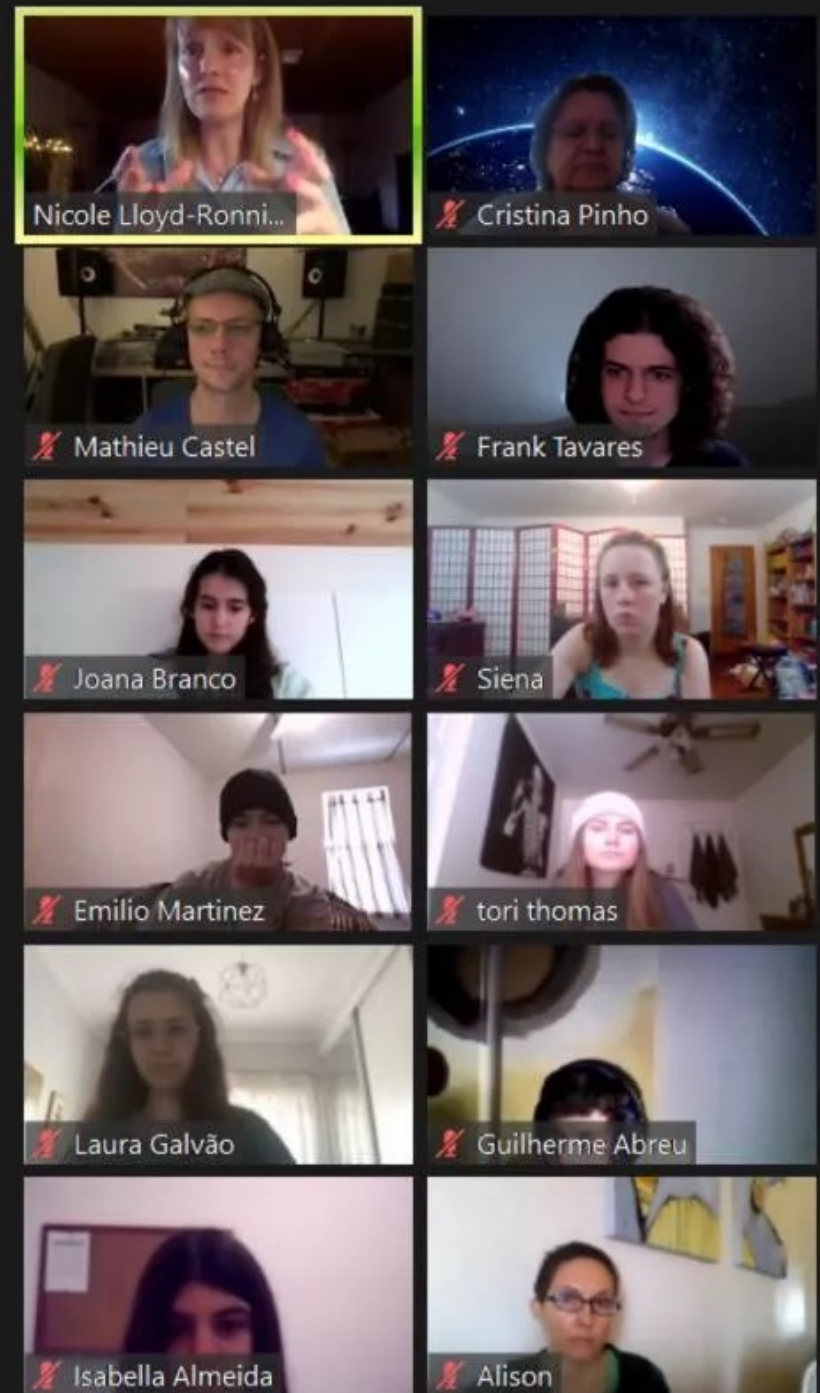 Nicole Lloyd-Ronni...
Cristina Pinho
Mathieu Castel
Frank Tavares
Joana Branco
Siena
Emilio Martinez
tori thomas
Laura Galvão
Guilherme Abreu
Isabella Almeida
Alison